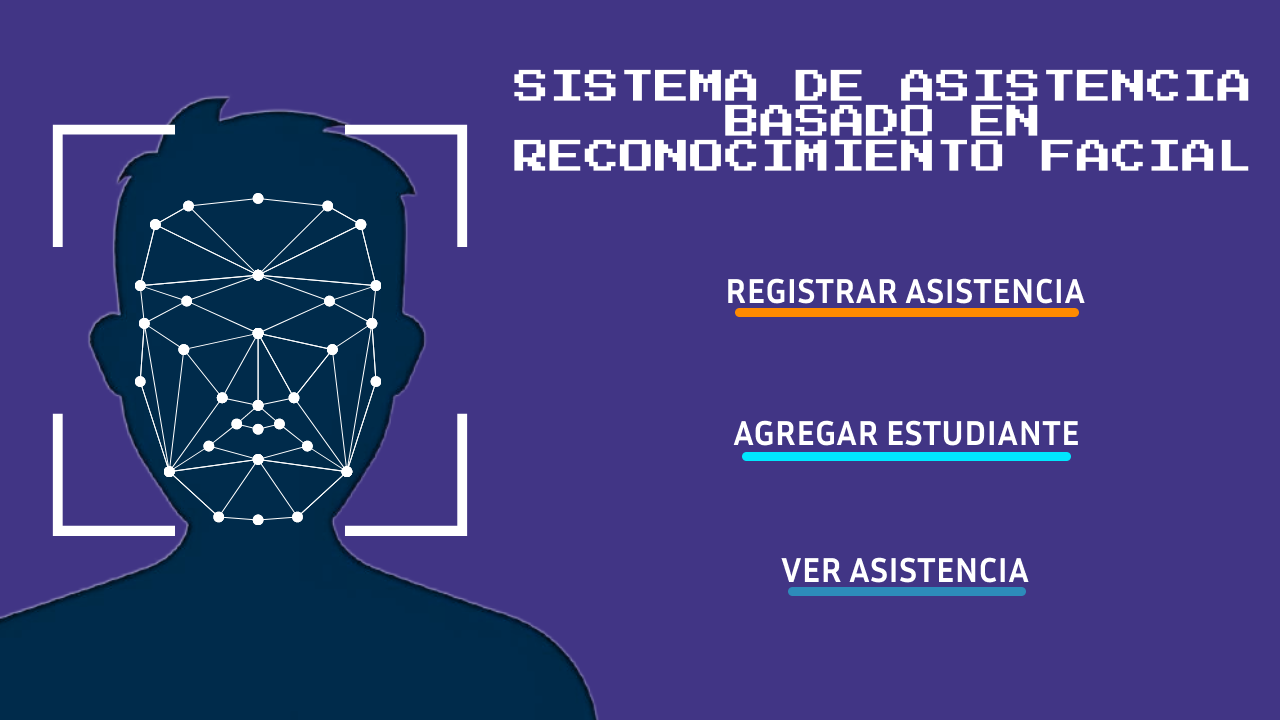 SISTEMA DE ASISTENCIA
BASADO EN
RECONOCIMIENTO FACIAL
REGISTRAR ASISTENCIA
AGREGAR ESTUDIANTE
VER ASISTENCIA